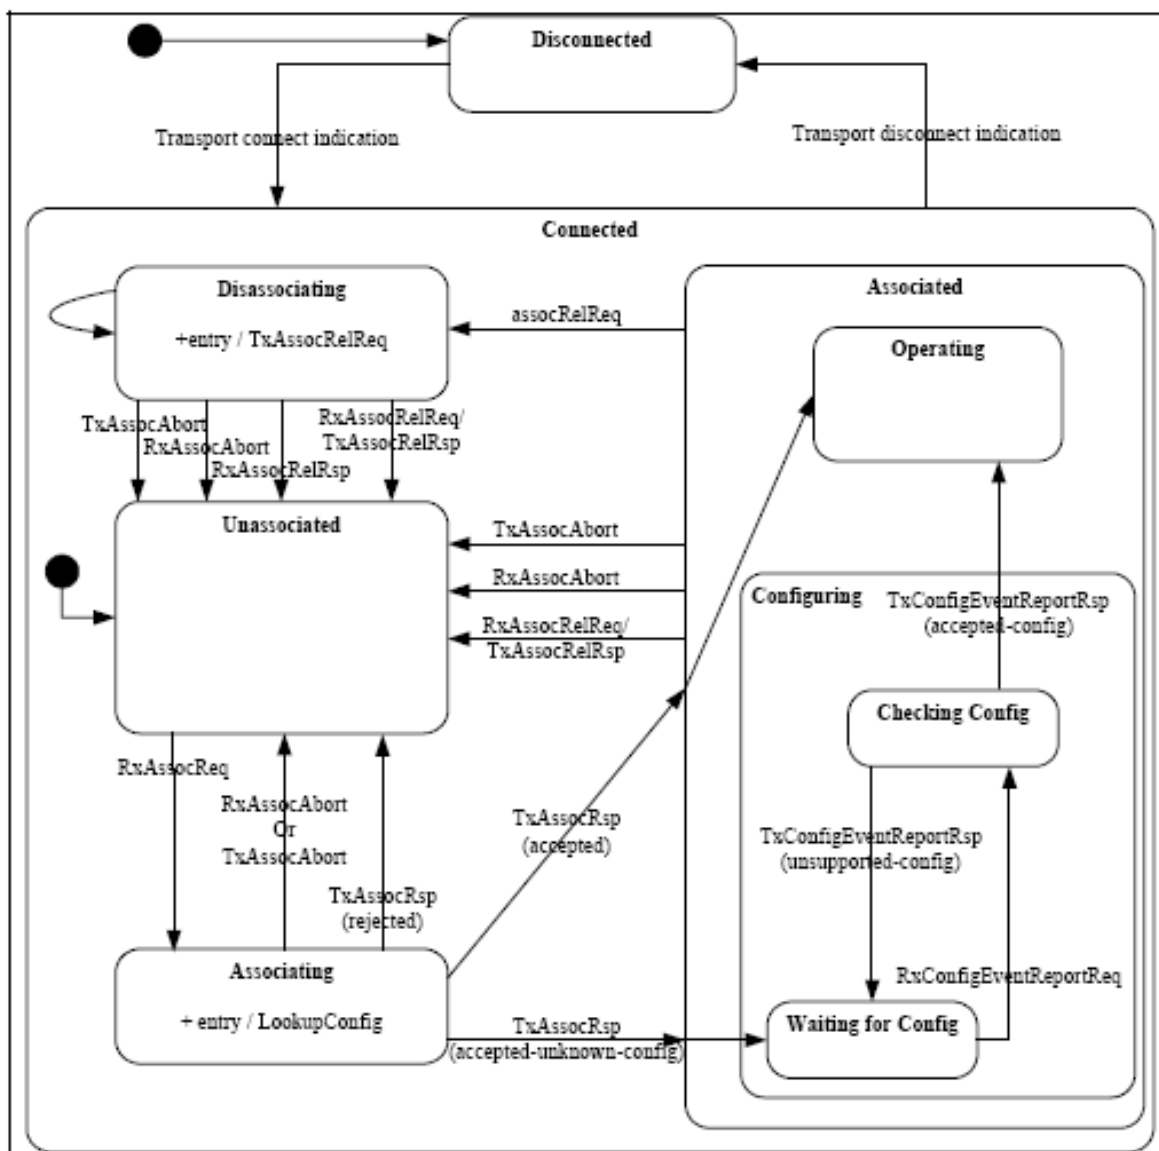 Disconnected
Transport connect indication
Transport disconnect indication
Connected
Disassociating
+entry / TxAssocRelReq
assocRelReq
Associated
Operating
TxAssocAbort
RxAssocAbort
RxAssocRelRsp
RxAssocRelReq/
TxAssocRelRsp
Unassociated
TxAssocAbort
RxAssocAbort
RxAssocRelReq/
TxAssocRelRsp
Configuring
TxConfigEventReportRsp
(accepted-config)
Checking Config
RxAssocReq
RxAssocAbort
Or
TxAssocAbort
TxAssocRsp
(rejected)
TxAssocRsp
(accepted)
TxConfigEventReportRsp
(unsupported-config)
RxConfigEventReportReq
Associating
+ entry / LookupConfig
TxAssocRsp
(accepted-unknown-config)
Waiting for Config